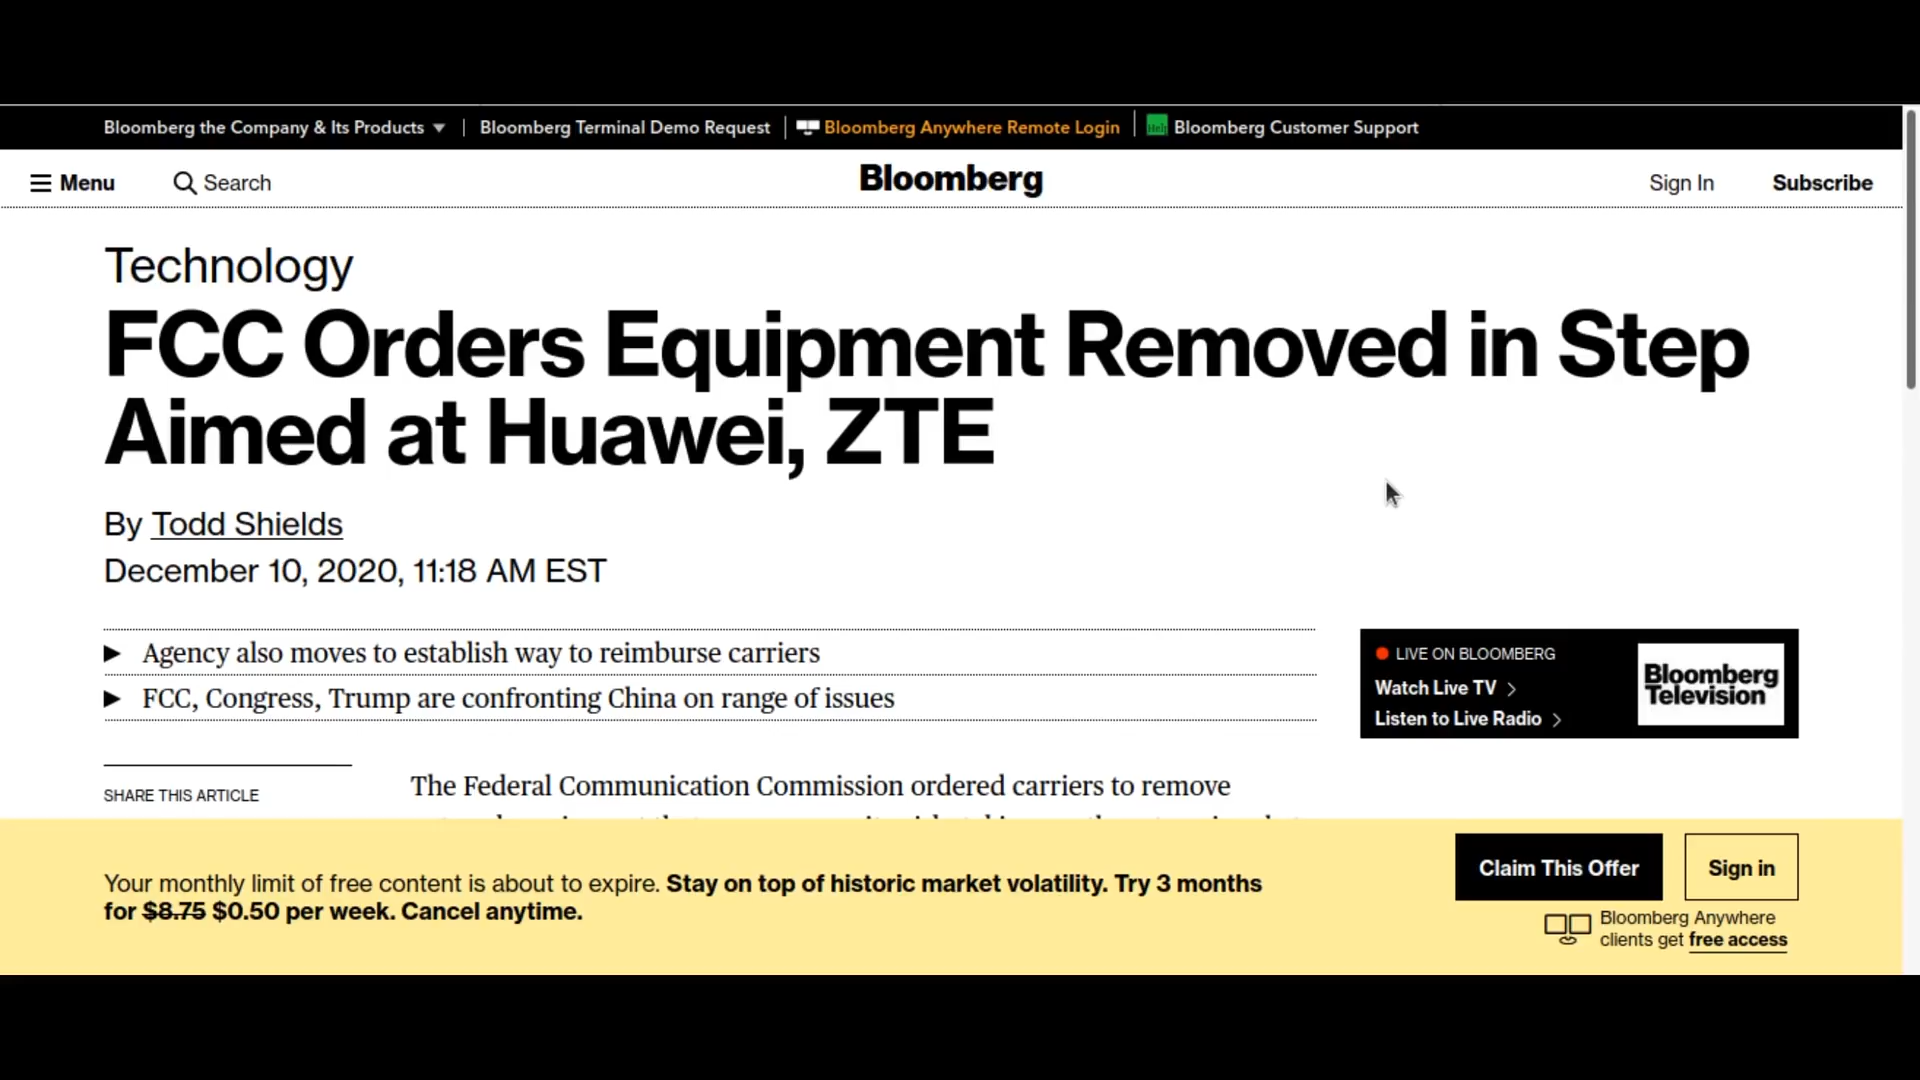 Bloomberg the Company & Its Products ▼ | Bloomberg Terminal Demo Request | Bloomberg Anywhere Remote Login | Help Bloomberg Customer Support
Menu Search Bloomberg Sign In Subscribe
Technology
FCC Orders Equipment Removed in Step
Aimed at Huawei, ZTE
By Todd Shields
December 10, 2020, 11:18 AM EST
▶ Agency also moves to establish way to reimburse carriers
▶ FCC, Congress, Trump are confronting China on range of issues
LIVE ON BLOOMBERG
Watch Live TV >
Listen to Live Radio >
Bloomberg
Television
SHARE THIS ARTICLE
The Federal Communication Commission ordered carriers to remove
Your monthly limit of free content is about to expire. Stay on top of historic market volatility. Try 3 months
for $8.75 $0.50 per week. Cancel anytime.
Claim This Offer
Sign in
Bloomberg Anywhere
clients get free access